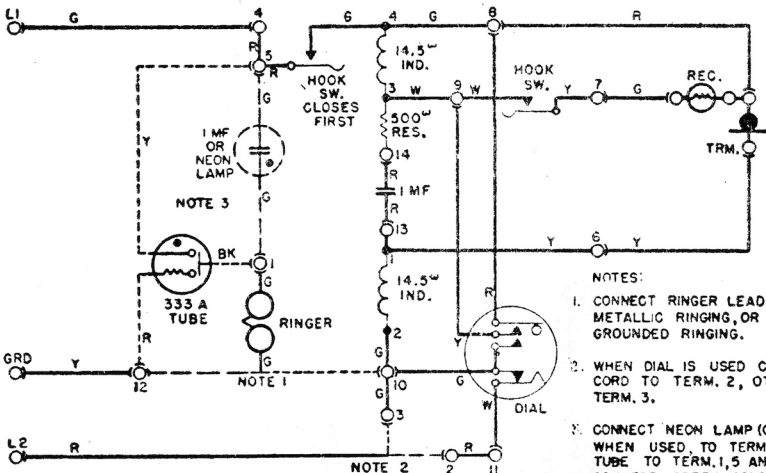 L1 G 4 G 4 G 8 R
R
5 R
14.5ω
IND.
HOOK
SW.
CLOSES
FIRST
3 W 9 W
HOOK
SW.
Y 7 G
REC.
TRM.
G
Y
1 MF
OR
NEON
LAMP
500ω
RES.
14
R
1 MF
R
13
1 Y 6 Y
NOTE 3
G
BK 1
G
333 A
TUBE
RINGER
14.5ω
IND.
2
R
G
G
R
Y
GRD Y 12 NOTE 1 10 G
DIAL
G
3
W
L2 R NOTE 2 2 R 11
NOTES:
1. CONNECT RINGER LEAD
METALLIC RINGING, OR
GROUNDED RINGING.
2. WHEN DIAL IS USED C
CORD TO TERM. 2, OT
TERM. 3.
CONNECT NEON LAMP (
WHEN USED, TO TERM
TUBE TO TERM. 1, 5 AN